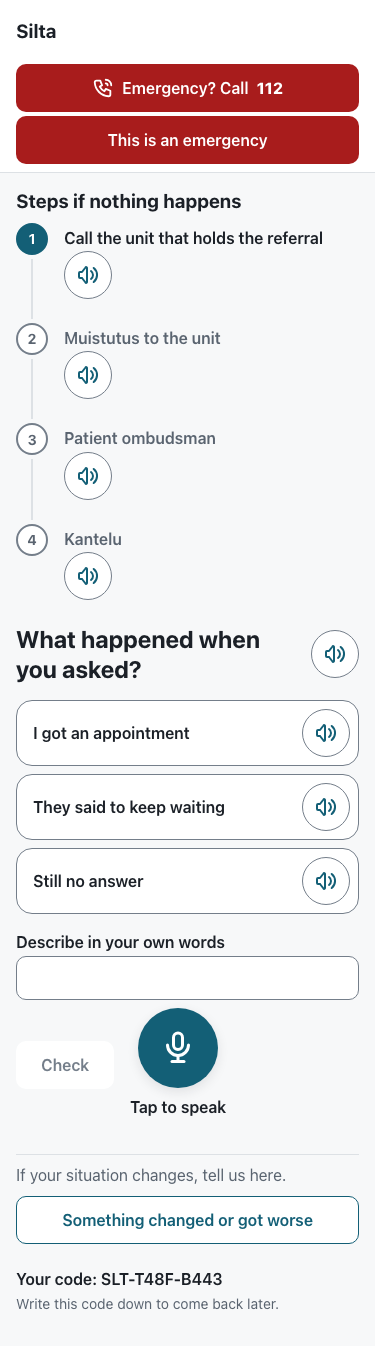 Silta
Emergency? Call 112
This is an emergency
Steps if nothing happens
1 Call the unit that holds the referral
2 Muistutus to the unit
3 Patient ombudsman
4 Kantelu
What happened when
you asked?
I got an appointment
They said to keep waiting
Still no answer
Describe in your own words
Check
Tap to speak
If your situation changes, tell us here.
Something changed or got worse
Your code: SLT-T48F-B443
Write this code down to come back later.